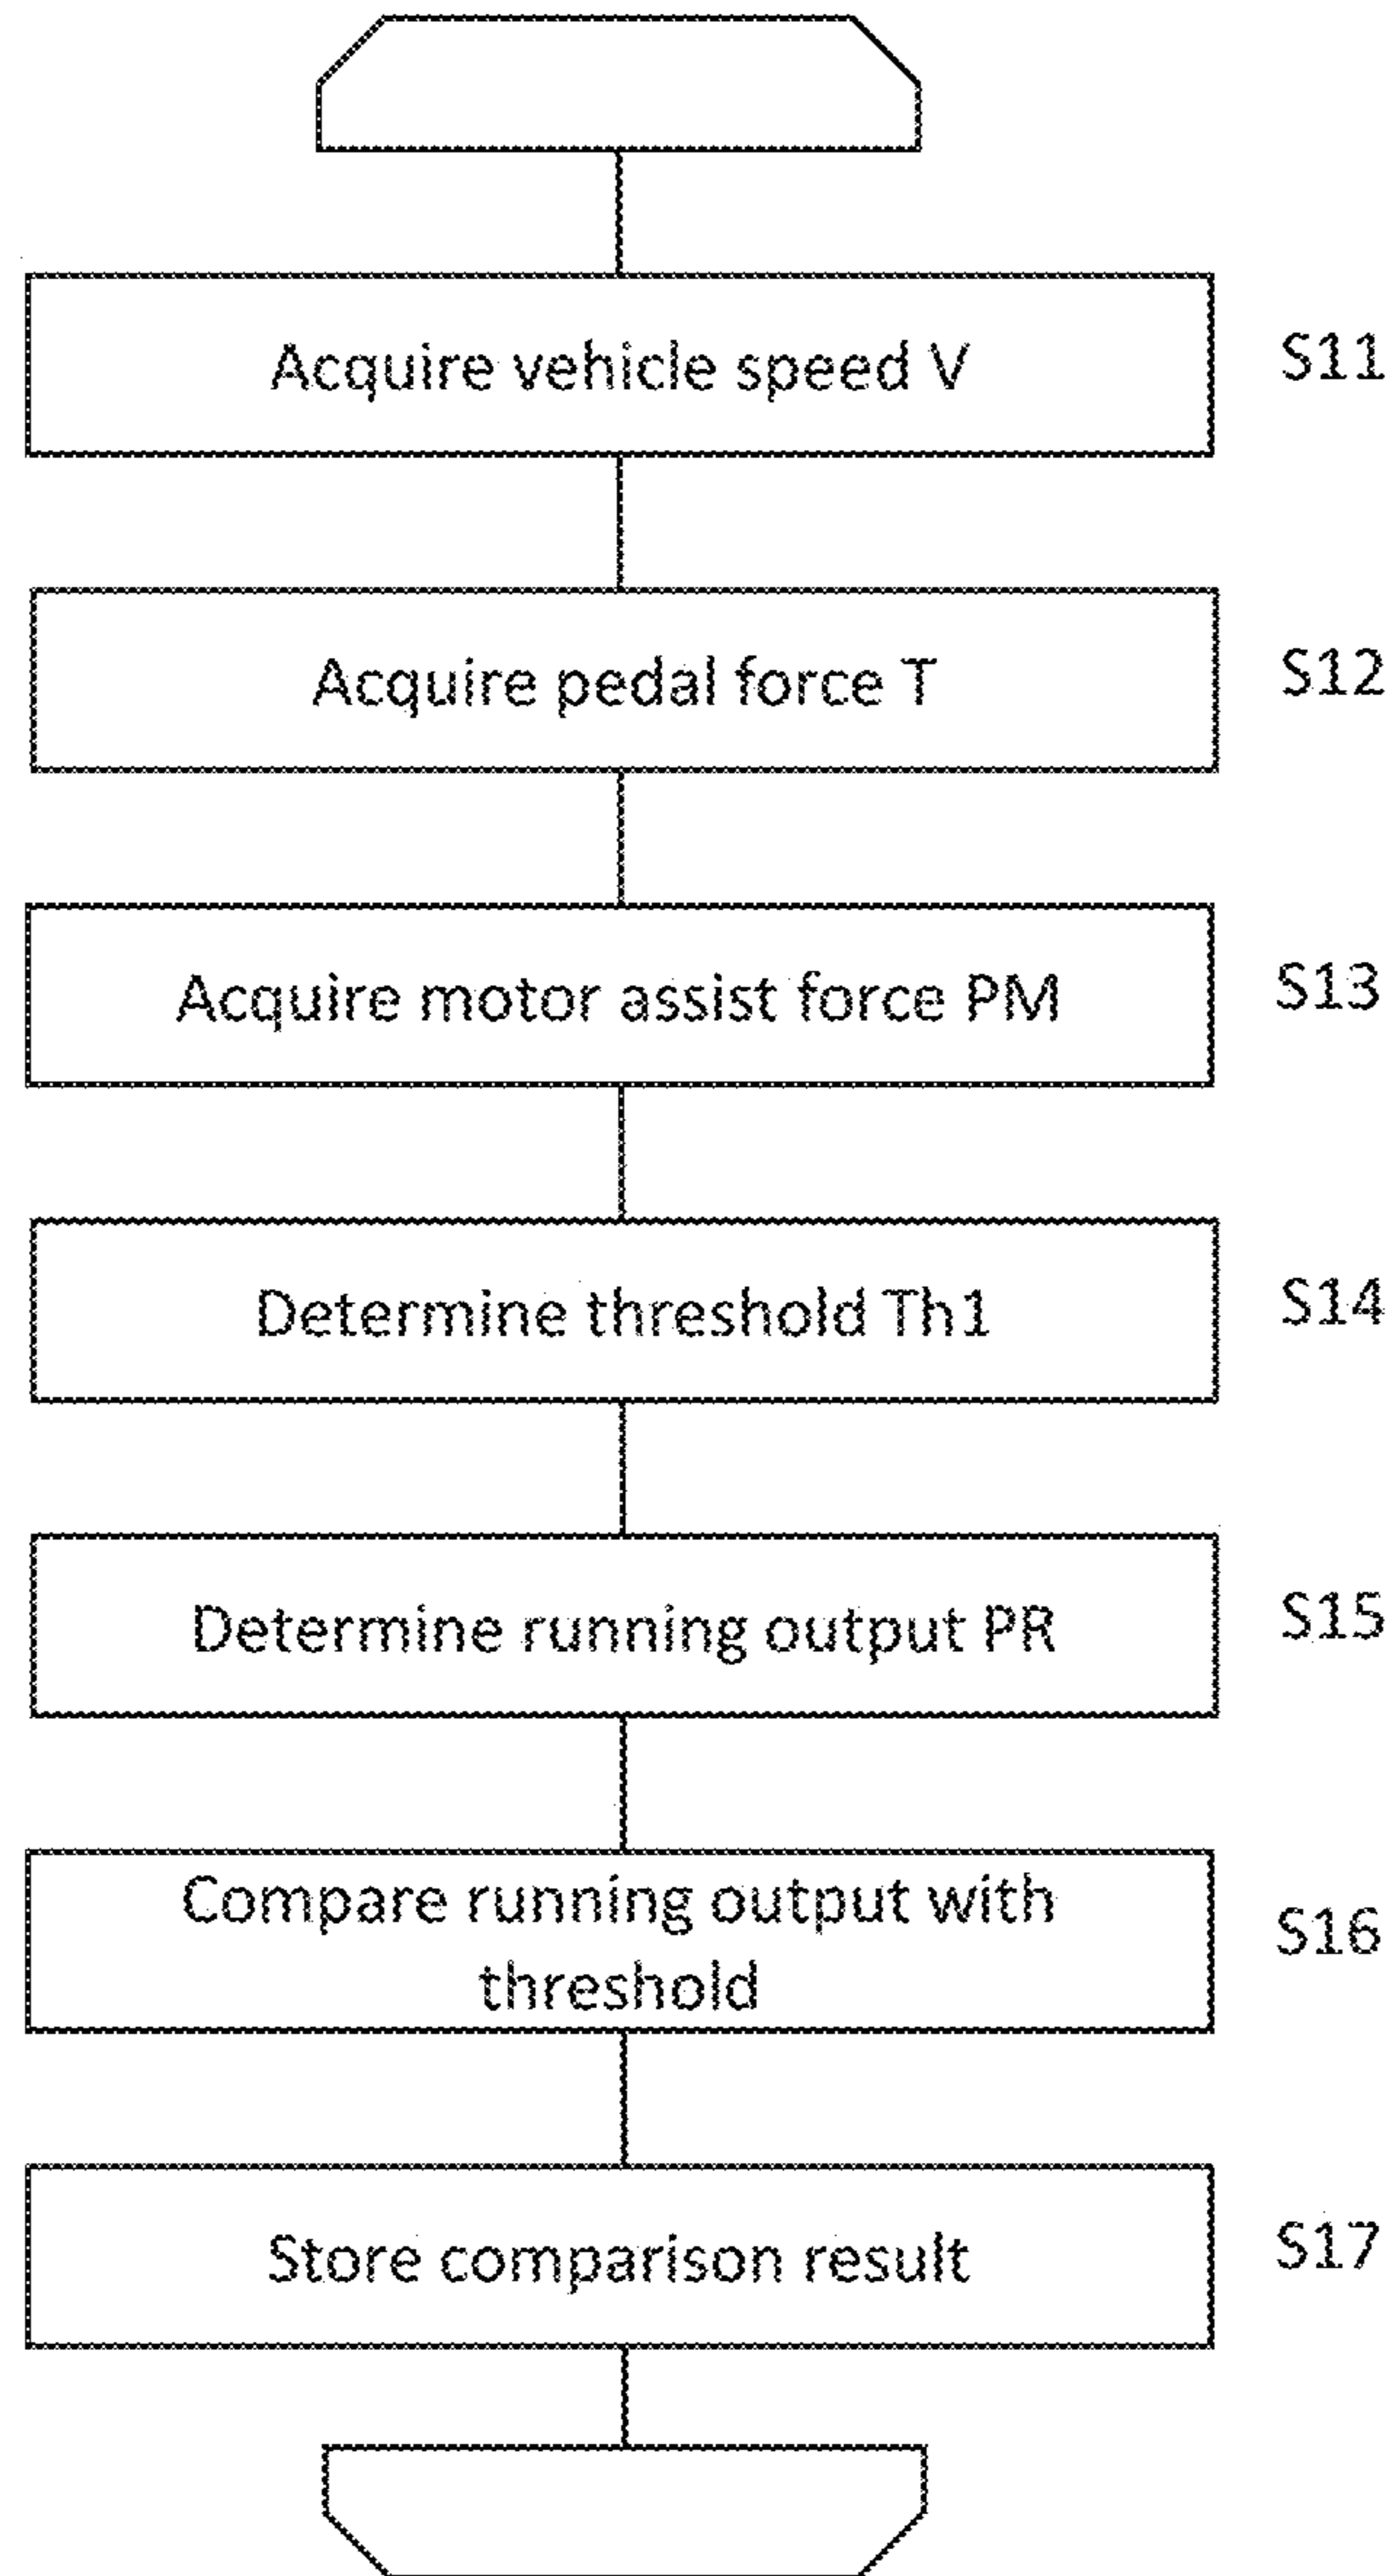 Acquire vehicle speed V
S11
Acquire pedal force T
S12
Acquire motor assist force PM
S13
Determine threshold Th1
S14
Determine running output PR
S15
Compare running output with
threshold
S16
Store comparison result
S17